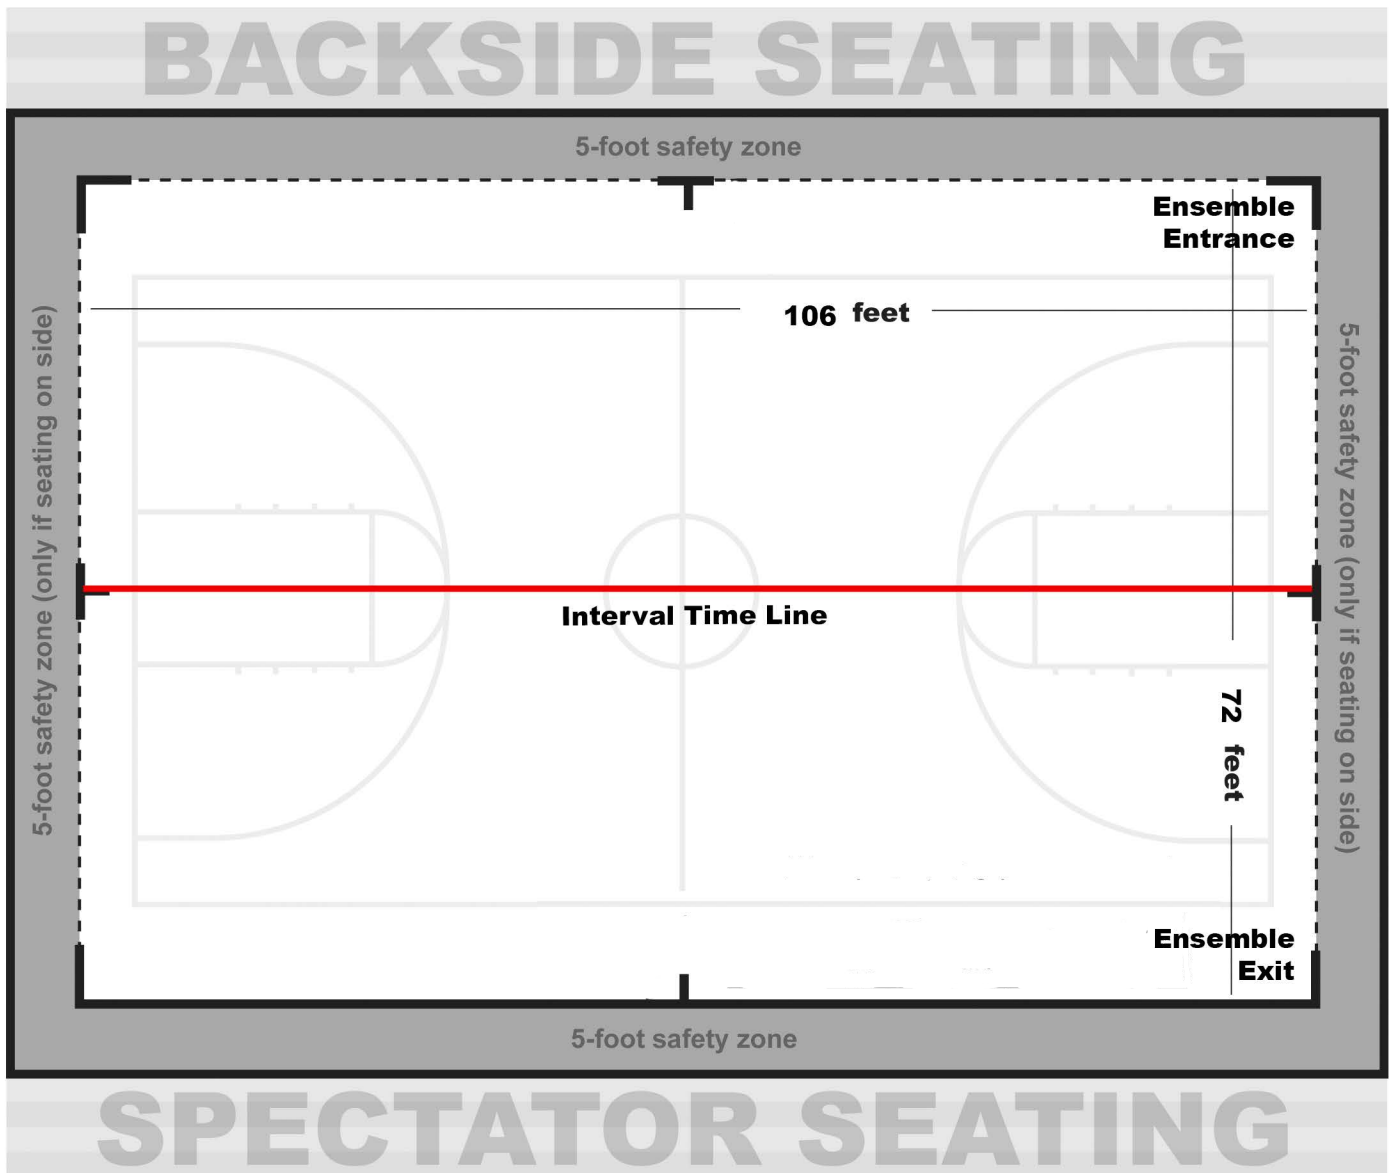 BACKSIDE SEATING
5-foot safety zone
Ensemble
Entrance
106 feet
5-foot safety zone (only if seating on side)
5-foot safety zone (only if seating on side)
Interval Time Line
72 feet
Ensemble
Exit
5-foot safety zone
SPECTATOR SEATING